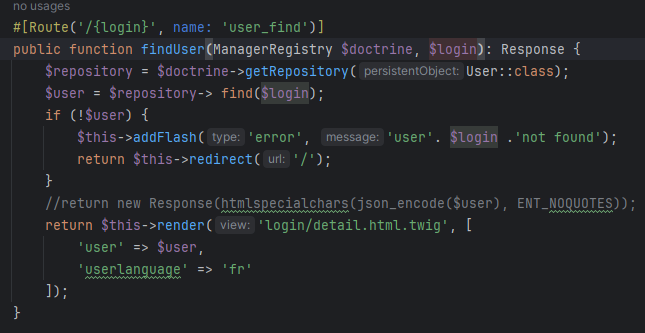 no usages
#[Route('/{login}', name: 'user_find')]
public function findUser(ManagerRegistry $doctrine, $login): Response {
$repository = $doctrine->getRepository( persistentObject: User::class);
$user = $repository-> find($login);
if (!$user) {
$this->addFlash( type: 'error', message: 'user'. $login .'not found');
return $this->redirect( url: '/');
}
//return new Response(htmlspecialchars(json_encode($user), ENT_NOQUOTES));
return $this->render( view: 'login/detail.html.twig', [
'user' => $user,
'userlanguage' => 'fr'
]);
}